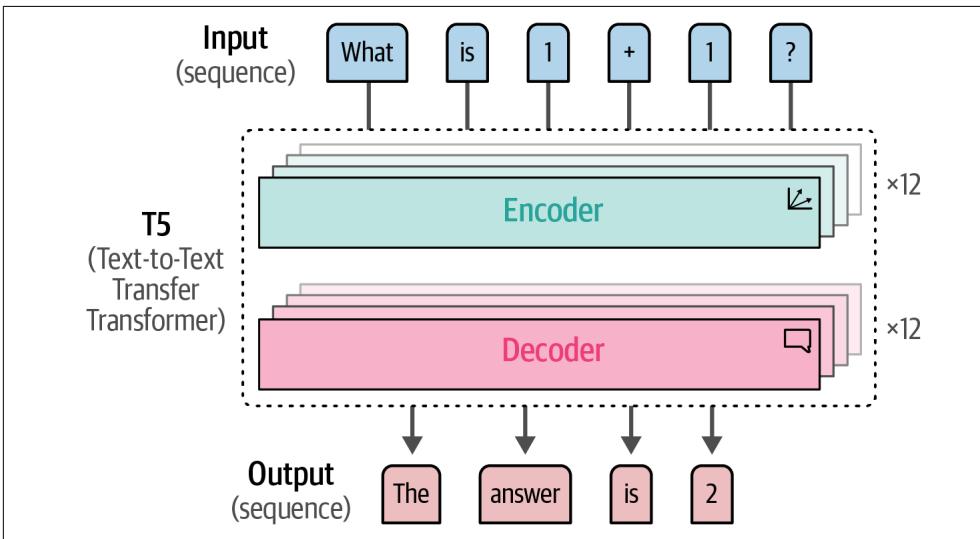 Input
(sequence)
What is 1 + 1 ?
Encoder
×12
T5
(Text-to-Text
Transfer
Transformer)
Decoder
×12
Output
(sequence)
The answer is 2